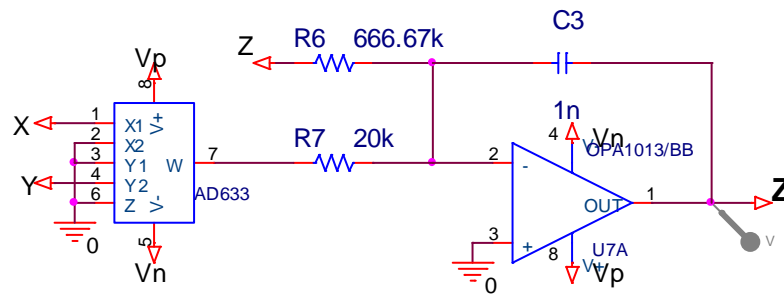 R6 666.67k
C3
Z
Vp
8
1n
4 Vn
X
1 X1 V+
2 X2
3 Y1 W 7
R7 20k
2 -
V-
OPA1013/BB
Y
4 Y2
6 Z V-
AD633
OUT 1
Z
V
3 +
U7A
0
5
Vn
0
8 V+
Vp